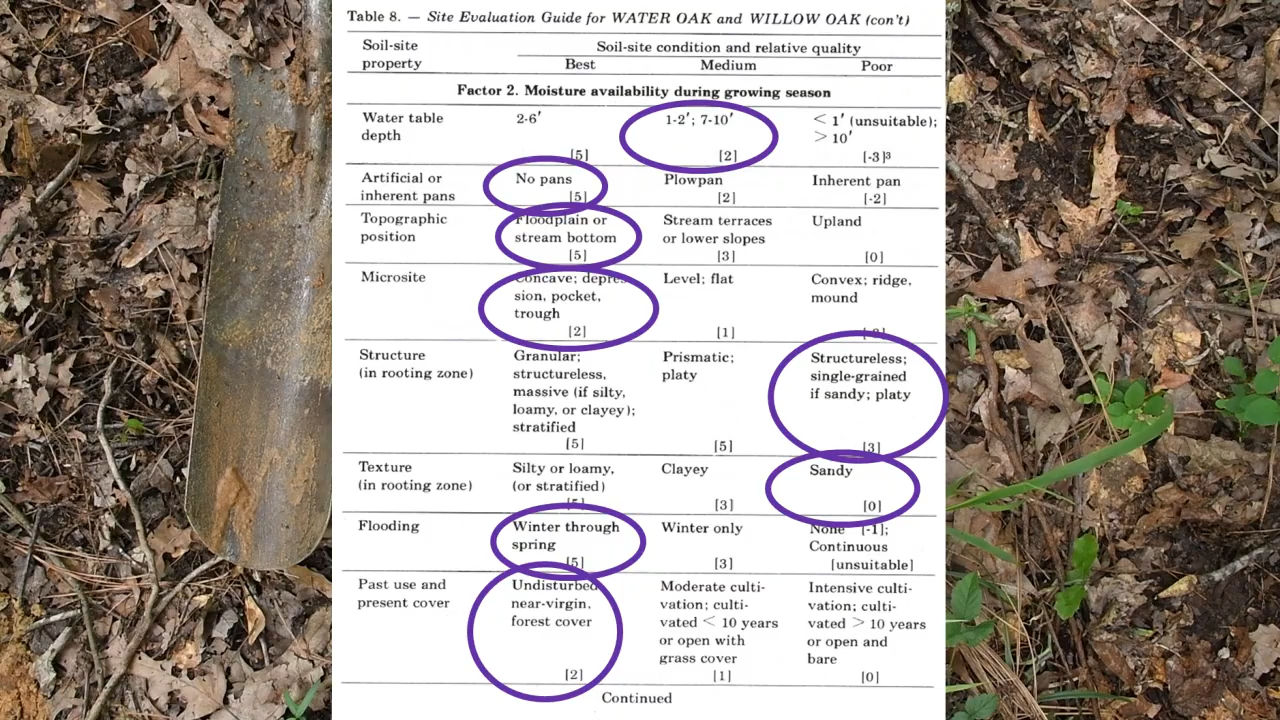 Table 8. — Site Evaluation Guide for WATER OAK and WILLOW OAK (con't)
Soil-site condition and relative quality
Soil-site property
Best Medium Poor
Factor 2. Moisture availability during growing season
Water table 2-6′ 1-2′; 7-10′ < 1′ (unsuitable);
depth > 10′
[5] [2] [-3]³
Artificial or No pans Plowpan Inherent pan
inherent pans [5] [2] [-2]
Topographic Floodplain or Stream terraces Upland
position stream bottom or lower slopes
[5] [3] [0]
Microsite Concave; depres- Level; flat Convex; ridge,
sion, pocket, mound
trough
[2] [1]
Structure Granular; Prismatic; Structureless;
(in rooting zone) structureless, platy single-grained
massive (if silty, if sandy; platy
loamy, or clayey);
stratified
[5] [5] [3]
Texture Silty or loamy, Clayey Sandy
(in rooting zone) (or stratified)
[5] [3] [0]
Flooding Winter through Winter only None [-1];
spring Continuous
[5] [3] [unsuitable]
Past use and Undisturbed Moderate culti- Intensive culti-
present cover near-virgin, vation; culti- vation; culti-
forest cover vated < 10 years vated > 10 years
or open with or open and
grass cover bare
[2] [1] [0]
Continued